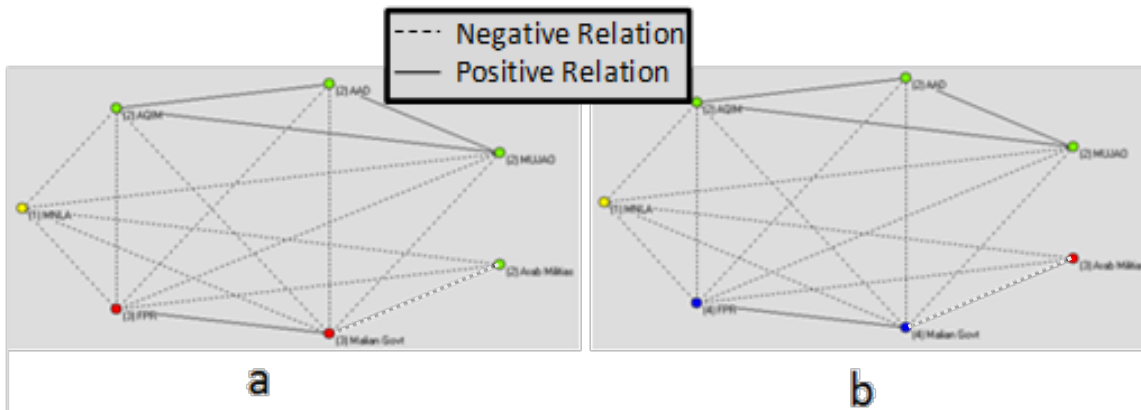 Negative Relation
Positive Relation
(2) AAD
(2) AQIM
(2) MUJAO
(1) MNLA
(2) Arab Militias
(3) FPR
(3) Malian Govt
a
(2) AAD
(2) AQIM
(2) MUJAO
(1) MNLA
(3) Arab Militias
(4) FPR
(4) Malian Govt
b